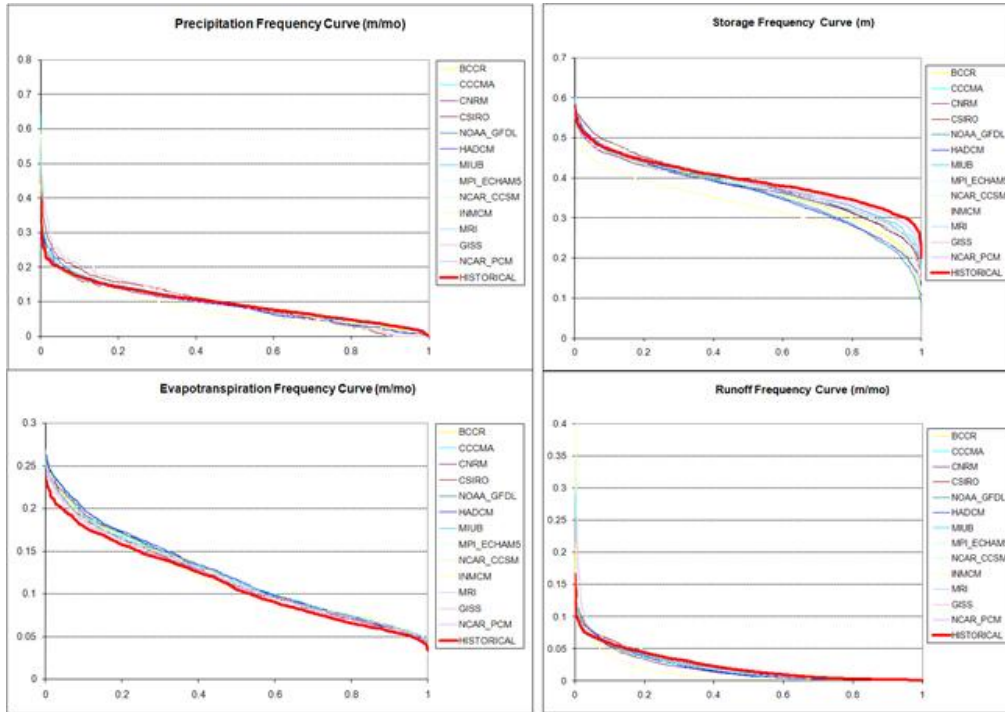 Precipitation Frequency Curve (m/mo)
0.8
0.7
0.6
0.5
0.4
0.3
0.2
0.1
0
0
0.2
0.4
0.6
0.8
1
BCCR
CCCMA
CNRM
CSIRO
NOAA_GFDL
HADCM
MIUB
MPI_ECHAM5
NCAR_CCSM
INMCM
MRI
GISS
NCAR_PCM
HISTORICAL
Storage Frequency Curve (m)
0.7
0.6
0.5
0.4
0.3
0.2
0.1
0
0
0.2
0.4
0.6
0.8
1
BCCR
CCCMA
CNRM
CSIRO
NOAA_GFDL
HADCM
MIUB
MPI_ECHAM5
NCAR_CCSM
INMCM
MRI
GISS
NCAR_PCM
HISTORICAL
Evapotranspiration Frequency Curve (m/mo)
0.3
0.25
0.2
0.15
0.1
0.05
0
0
0.2
0.4
0.6
0.8
1
BCCR
CCCMA
CNRM
CSIRO
NOAA_GFDL
HADCM
MIUB
MPI_ECHAM5
NCAR_CCSM
INMCM
MRI
GISS
NCAR_PCM
HISTORICAL
Runoff Frequency Curve (m/mo)
0.4
0.35
0.3
0.25
0.2
0.15
0.1
0.05
0
0
0.2
0.4
0.6
0.8
1
BCCR
CCCMA
CNRM
CSIRO
NOAA_GFDL
HADCM
MIUB
MPI_ECHAM5
NCAR_CCSM
INMCM
MRI
GISS
NCAR_PCM
HISTORICAL